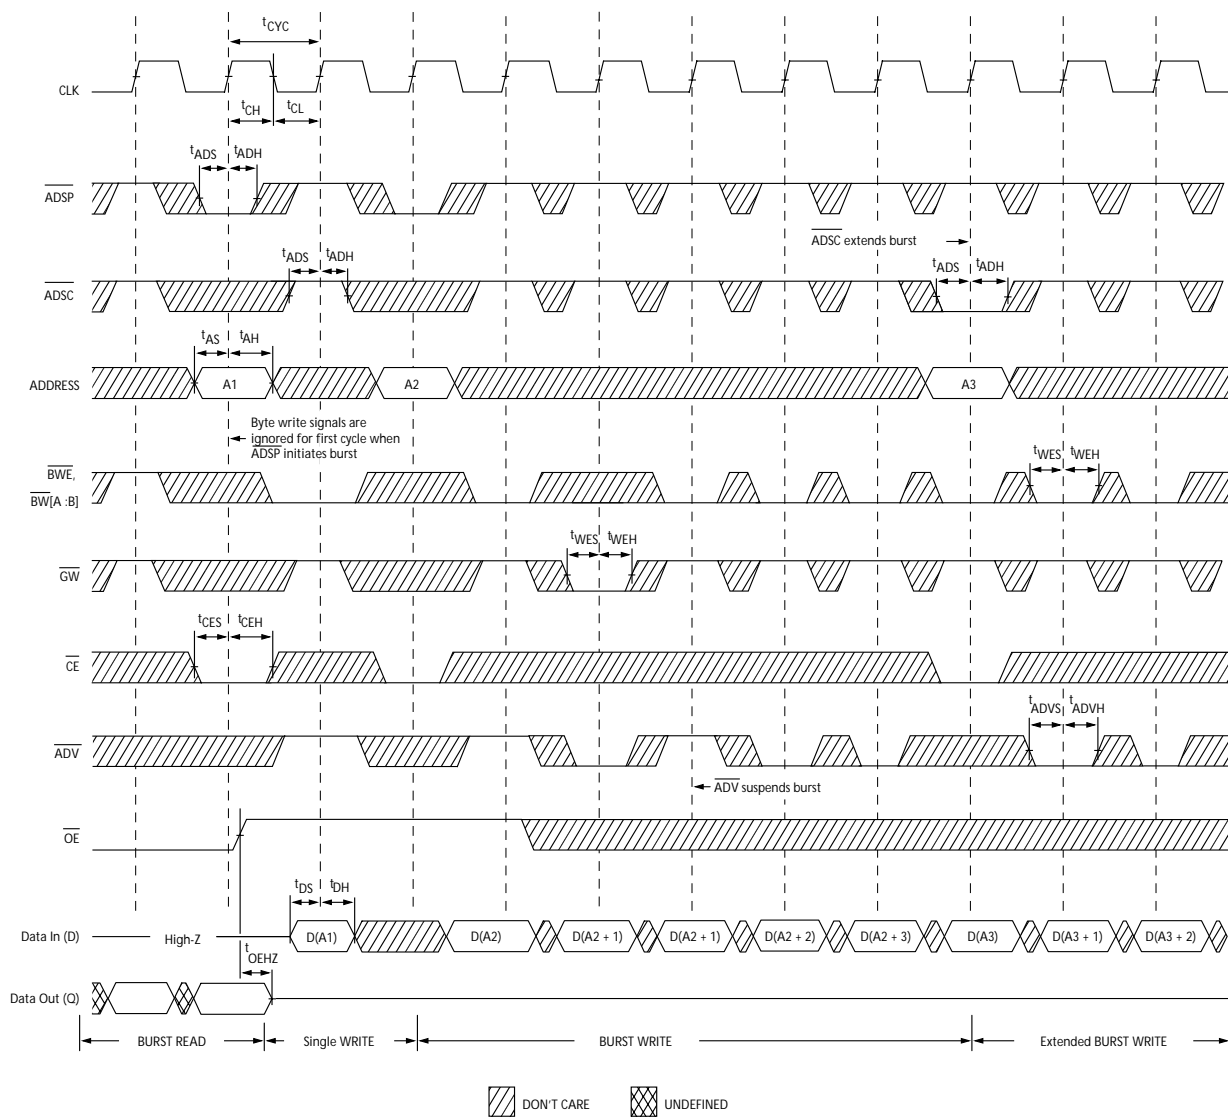 tCYC
CLK
tCH tCL
tADS tADH
ADSP
ADSC extends burst
tADS tADH tADS tADH
ADSC
tAS tAH
ADDRESS A1 A2 A3
Byte write signals are
ignored for first cycle when
ADSP initiates burst
BWE,
BW[A :B]
tWES tWEH
tWES tWEH
GW
tCES tCEH
CE
tADVS tADVH
ADV
ADV suspends burst
OE
tDS tDH
Data In (D) High-Z D(A1) D(A2) D(A2 + 1) D(A2 + 1) D(A2 + 2) D(A2 + 3) D(A3) D(A3 + 1) D(A3 + 2)
tOEHZ
Data Out (Q)
BURST READ Single WRITE BURST WRITE Extended BURST WRITE
DON'T CARE UNDEFINED